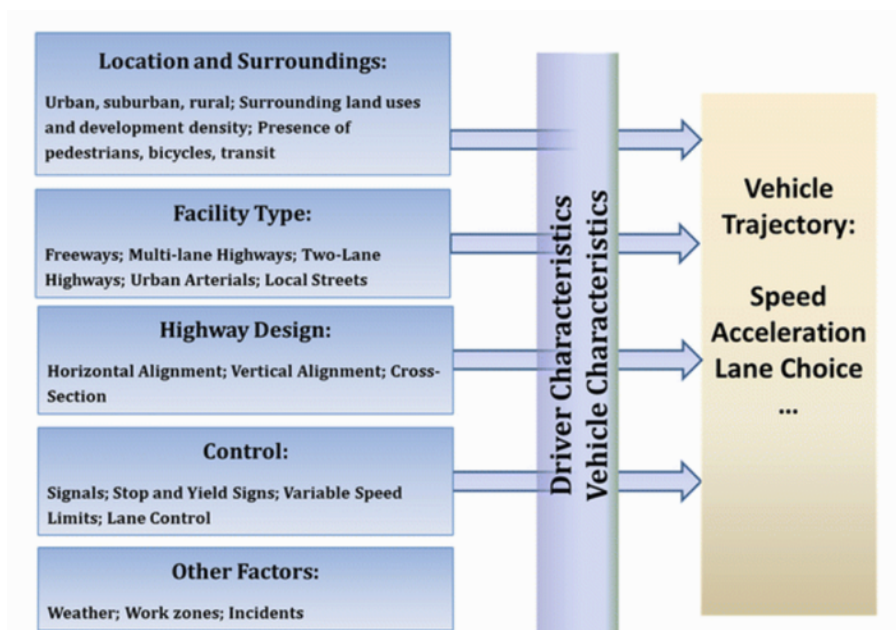 Location and Surroundings:
Urban, suburban, rural; Surrounding land uses
and development density; Presence of
pedestrians, bicycles, transit
Facility Type:
Freeways; Multi-lane Highways; Two-Lane
Highways; Urban Arterials; Local Streets
Highway Design:
Horizontal Alignment; Vertical Alignment; Cross-
Section
Control:
Signals; Stop and Yield Signs; Variable Speed
Limits; Lane Control
Other Factors:
Weather; Work zones; Incidents
Driver Characteristics
Vehicle Characteristics
Vehicle
Trajectory:
Speed
Acceleration
Lane Choice
...